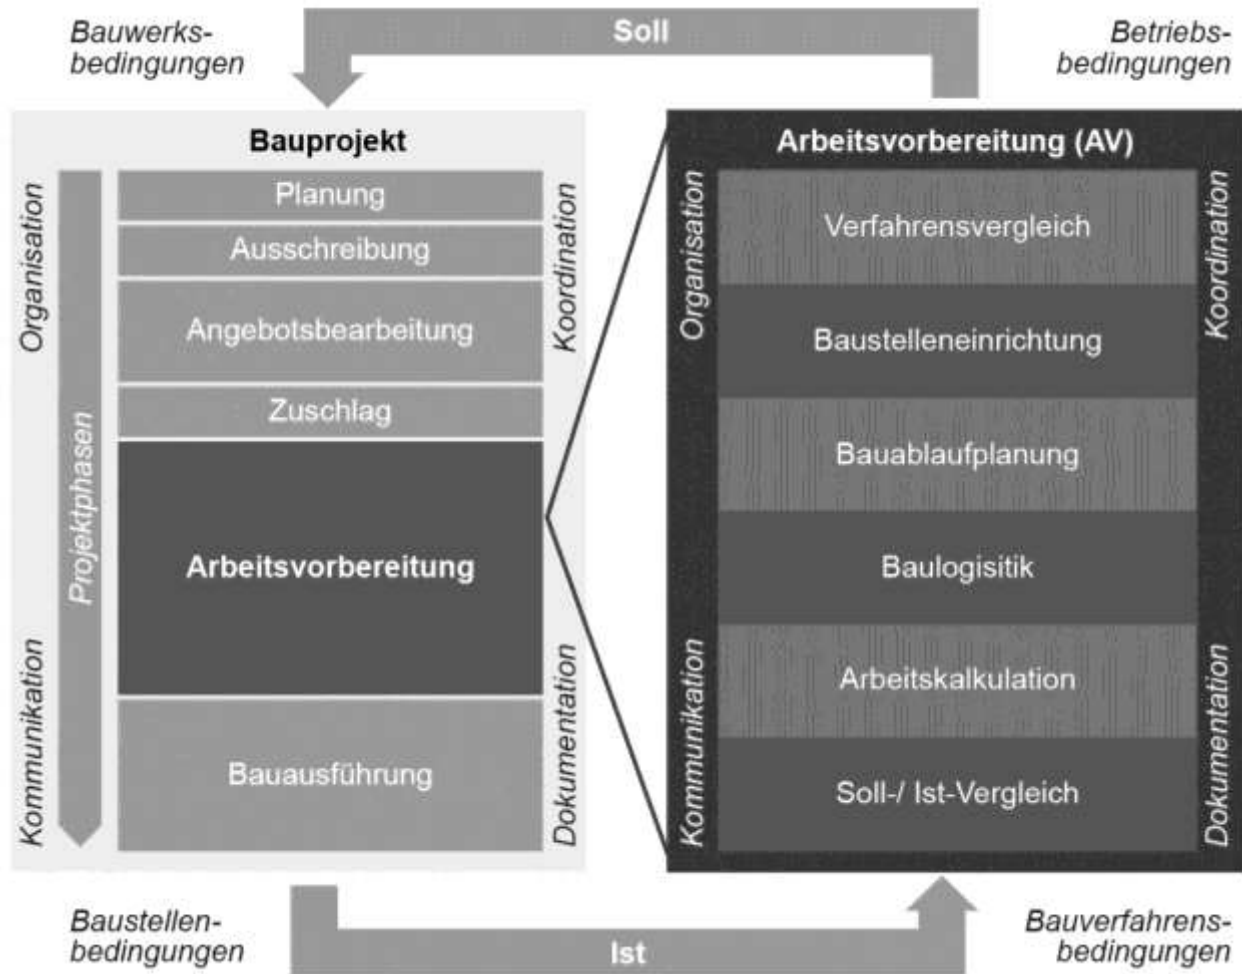 Bauwerks-
bedingungen
Soll
Betriebs-
bedingungen
Bauprojekt
Organisation
Koordination
Projektphasen
Kommunikation
Dokumentation
Planung
Ausschreibung
Angebotsbearbeitung
Zuschlag
Arbeitsvorbereitung
Bauausführung
Arbeitsvorbereitung (AV)
Organisation
Koordination
Kommunikation
Dokumentation
Verfahrensvergleich
Baustelleneinrichtung
Bauablaufplanung
Baulogisitik
Arbeitskalkulation
Soll-/ Ist-Vergleich
Baustellen-
bedingungen
Ist
Bauverfahrens-
bedingungen